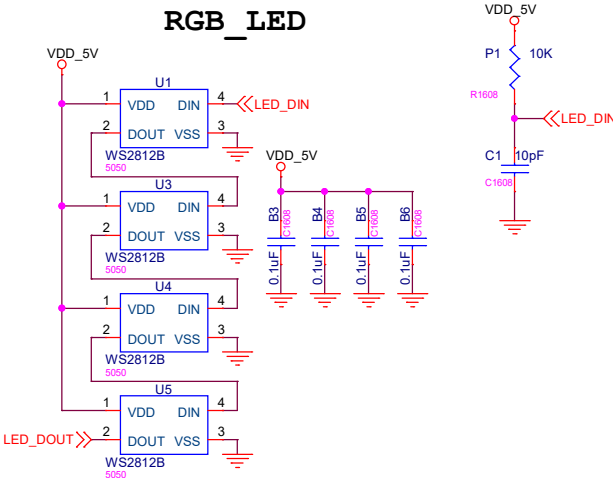 RGB_LED
VDD_5V
U1
1 VDD DIN 4 LED_DIN
2 DOUT VSS 3
WS2812B
5050
U3
1 VDD DIN 4
2 DOUT VSS 3
WS2812B
5050
U4
1 VDD DIN 4
2 DOUT VSS 3
WS2812B
5050
U5
1 VDD DIN 4
LED_DOUT 2 DOUT VSS 3
WS2812B
5050
VDD_5V
B3 C1608 0.1uF
B4 C1608 0.1uF
B5 C1608 0.1uF
B6 C1608 0.1uF
VDD_5V
P1 10K
R1608
LED_DIN
C1 10pF
C1608